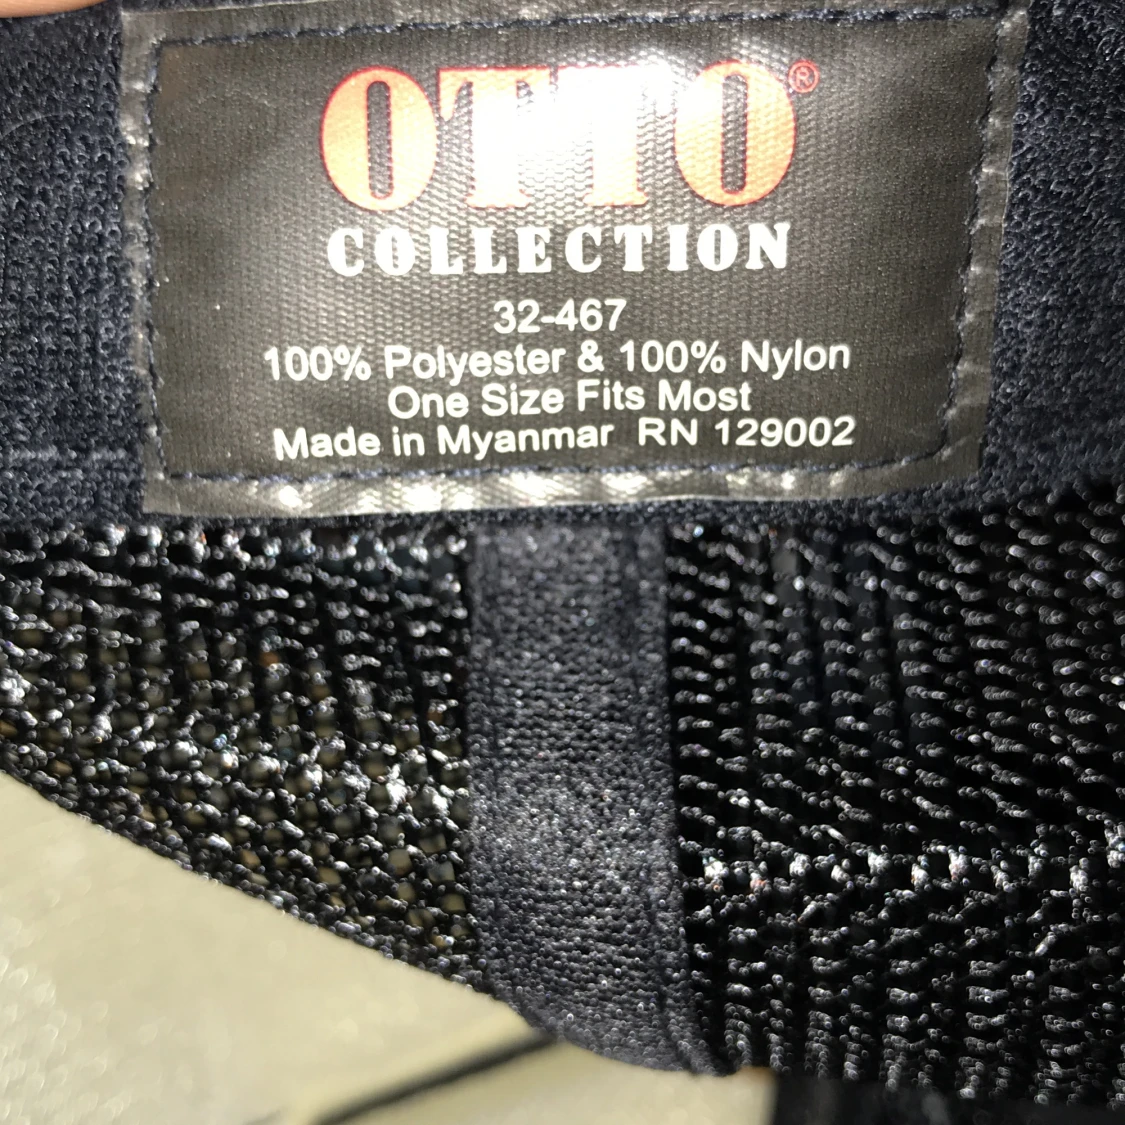 OTTO®
COLLECTION
32-467
100% Polyester & 100% Nylon
One Size Fits Most
Made in Myanmar RN 129002